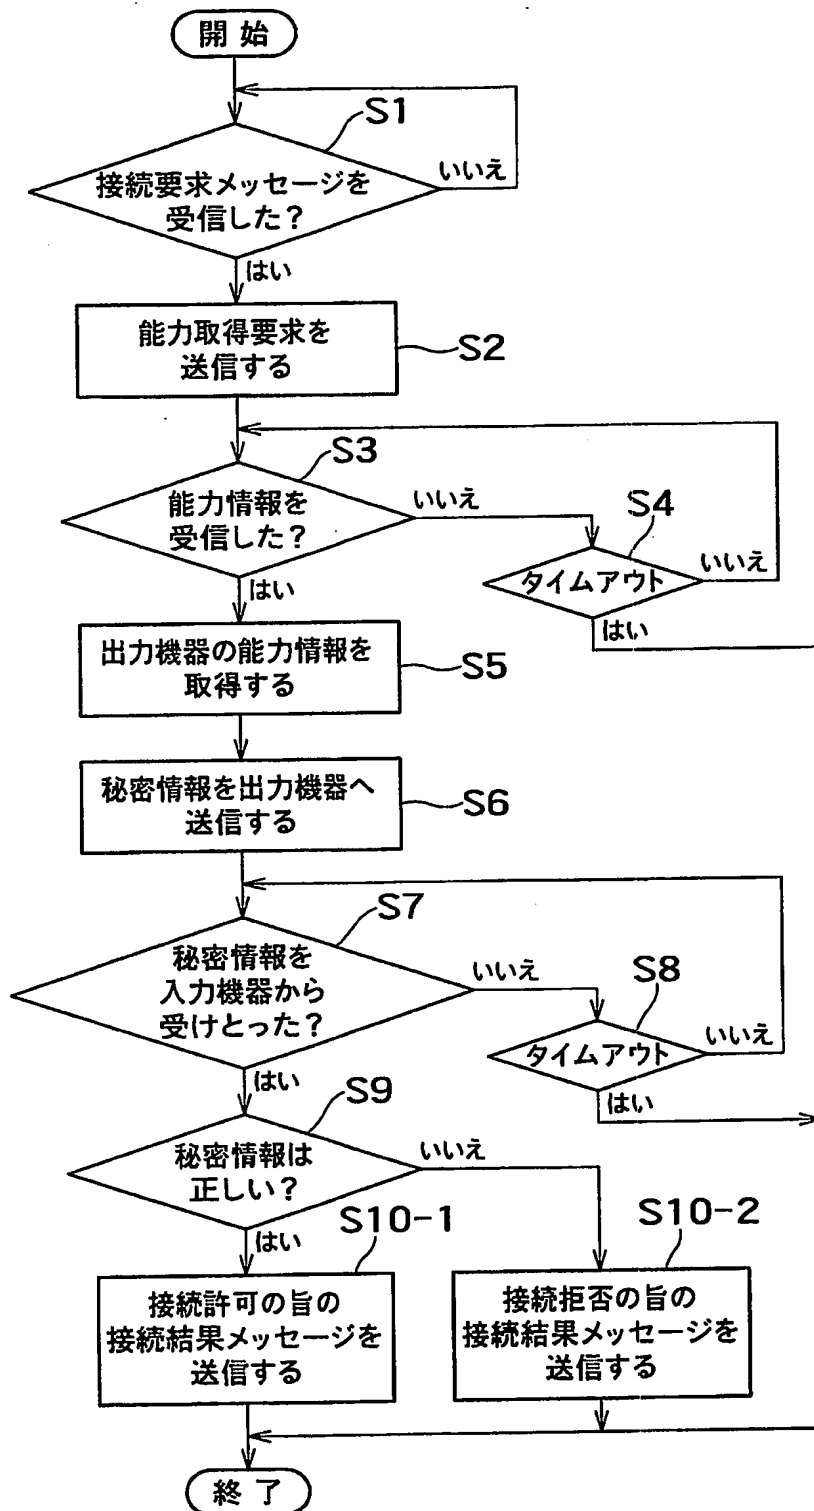 開始
S1
接続要求メッセージを
受信した？
いいえ
はい
能力取得要求を
送信する
S2
S3
能力情報を
受信した？
いいえ
はい
S4
タイムアウト
いいえ
はい
出力機器の能力情報を
取得する
S5
秘密情報を出力機器へ
送信する
S6
S7
秘密情報を
入力機器から
受けとった？
いいえ
はい
S8
タイムアウト
いいえ
はい
S9
秘密情報は
正しい？
いいえ
はい
S10-1
接続許可の旨の
接続結果メッセージを
送信する
S10-2
接続拒否の旨の
接続結果メッセージを
送信する
終了